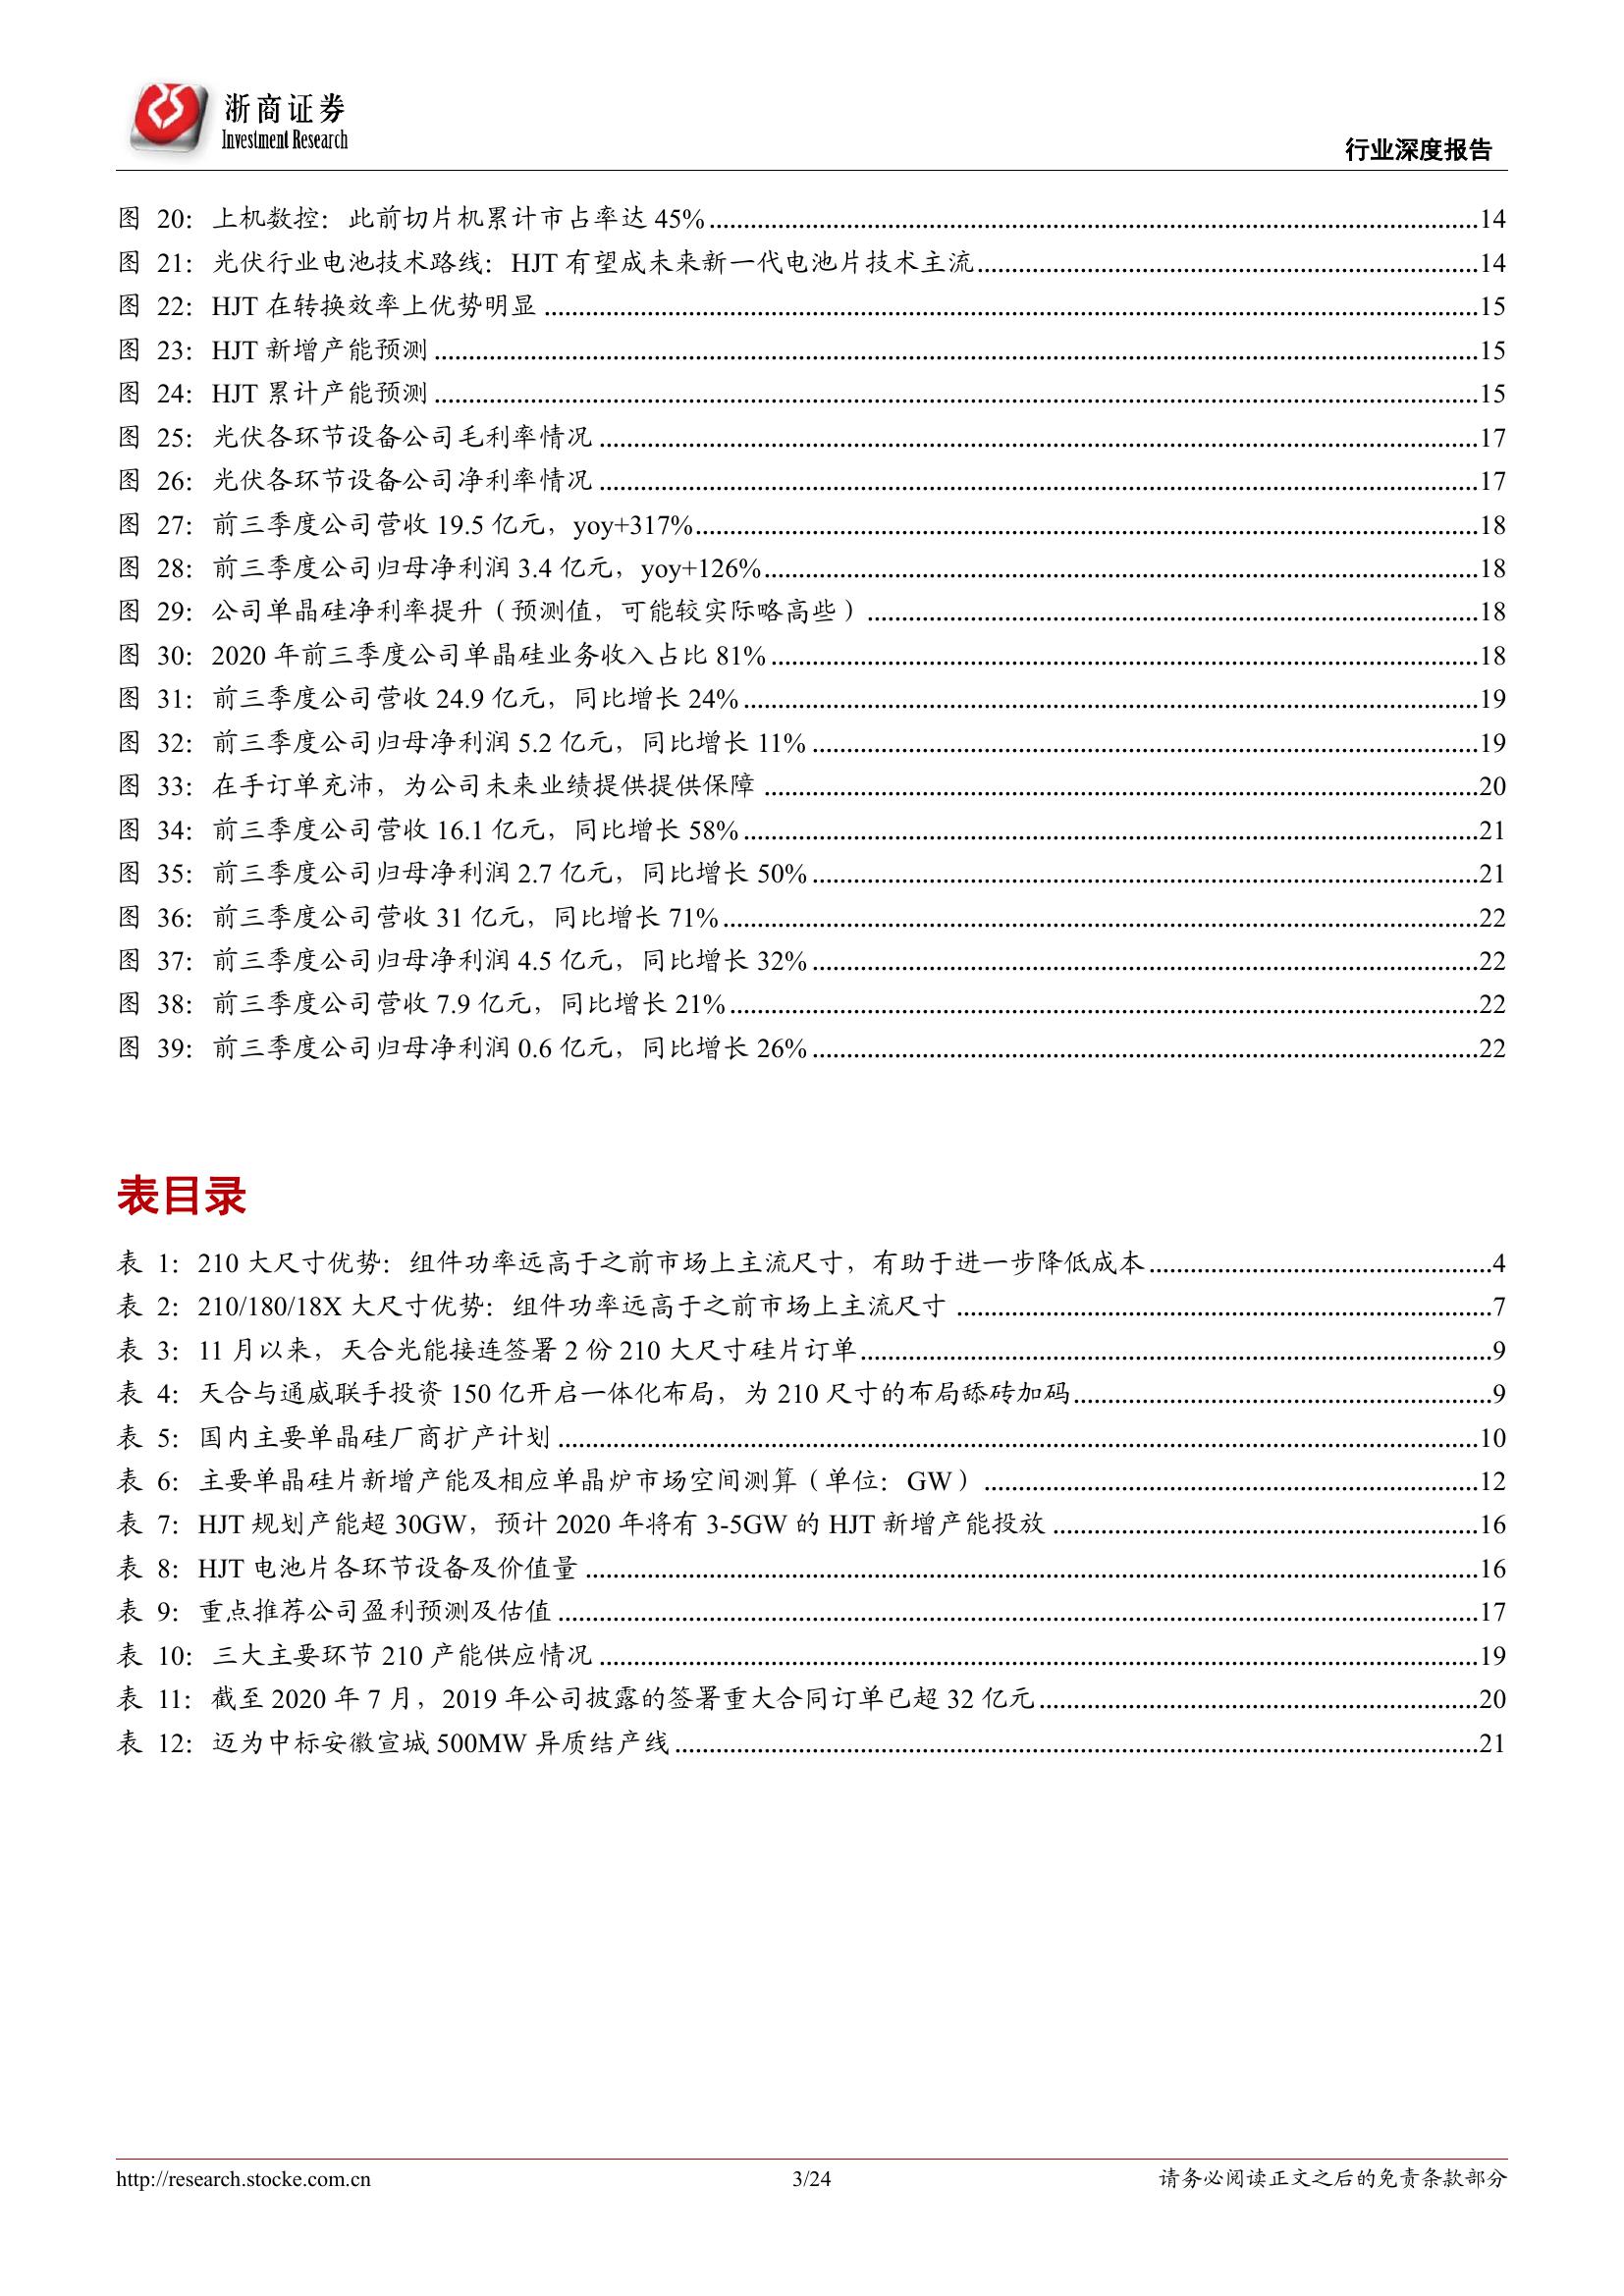 浙商证券
Investment Research
行业深度报告
图 20：上机数控：此前切片机累计市占率达 45%....................14
图 21：光伏行业电池技术路线：HJT 有望成未来新一代电池片技术主流....................14
图 22：HJT 在转换效率上优势明显....................15
图 23：HJT 新增产能预测....................15
图 24：HJT 累计产能预测....................15
图 25：光伏各环节设备公司毛利率情况....................17
图 26：光伏各环节设备公司净利率情况....................17
图 27：前三季度公司营收 19.5 亿元，yoy+317%....................18
图 28：前三季度公司归母净利润 3.4 亿元，yoy+126%....................18
图 29：公司单晶硅净利率提升（预测值，可能较实际略高些）....................18
图 30：2020 年前三季度公司单晶硅业务收入占比 81%....................18
图 31：前三季度公司营收 24.9 亿元，同比增长 24%....................19
图 32：前三季度公司归母净利润 5.2 亿元，同比增长 11%....................19
图 33：在手订单充沛，为公司未来业绩提供提供保障....................20
图 34：前三季度公司营收 16.1 亿元，同比增长 58%....................21
图 35：前三季度公司归母净利润 2.7 亿元，同比增长 50%....................21
图 36：前三季度公司营收 31 亿元，同比增长 71%....................22
图 37：前三季度公司归母净利润 4.5 亿元，同比增长 32%....................22
图 38：前三季度公司营收 7.9 亿元，同比增长 21%....................22
图 39：前三季度公司归母净利润 0.6 亿元，同比增长 26%....................22
表目录
表 1：210 大尺寸优势：组件功率远高于之前市场上主流尺寸，有助于进一步降低成本....................4
表 2：210/180/18X 大尺寸优势：组件功率远高于之前市场上主流尺寸....................7
表 3：11 月以来，天合光能接连签署 2 份 210 大尺寸硅片订单....................9
表 4：天合与通威联手投资 150 亿开启一体化布局，为 210 尺寸的布局舔砖加码....................9
表 5：国内主要单晶硅厂商扩产计划....................10
表 6：主要单晶硅片新增产能及相应单晶炉市场空间测算（单位：GW）....................12
表 7：HJT 规划产能超 30GW，预计 2020 年将有 3-5GW 的 HJT 新增产能投放....................16
表 8：HJT 电池片各环节设备及价值量....................16
表 9：重点推荐公司盈利预测及估值....................17
表 10：三大主要环节 210 产能供应情况....................19
表 11：截至 2020 年 7 月，2019 年公司披露的签署重大合同订单已超 32 亿元....................20
表 12：迈为中标安徽宣城 500MW 异质结产线....................21
http://research.stocke.com.cn
3/24
请务必阅读正文之后的免责条款部分